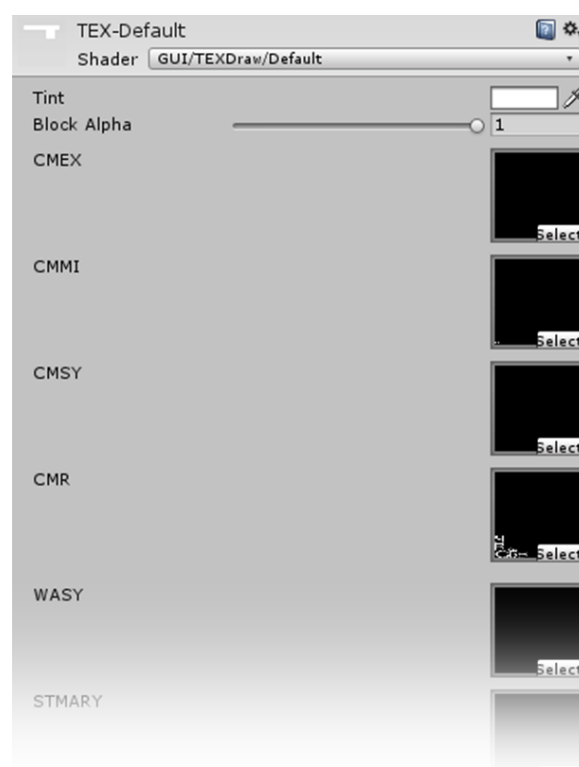 TEX-Default
Shader GUI/TEXDraw/Default
Tint
Block Alpha 1
CMEX
Select
CMMI
Select
CMSY
Select
CMR
Select
WASY
Select
STMARY